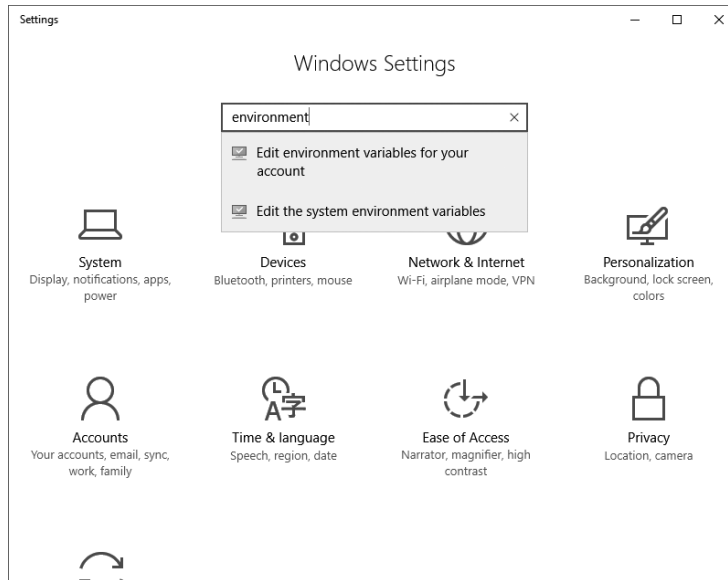 Settings
Windows Settings
environment
Edit environment variables for your
account
Edit the system environment variables
System
Display, notifications, apps,
power
Devices
Bluetooth, printers, mouse
Network & Internet
Wi-Fi, airplane mode, VPN
Personalization
Background, lock screen,
colors
Accounts
Your accounts, email, sync,
work, family
A字
Time & language
Speech, region, date
Ease of Access
Narrator, magnifier, high
contrast
Privacy
Location, camera